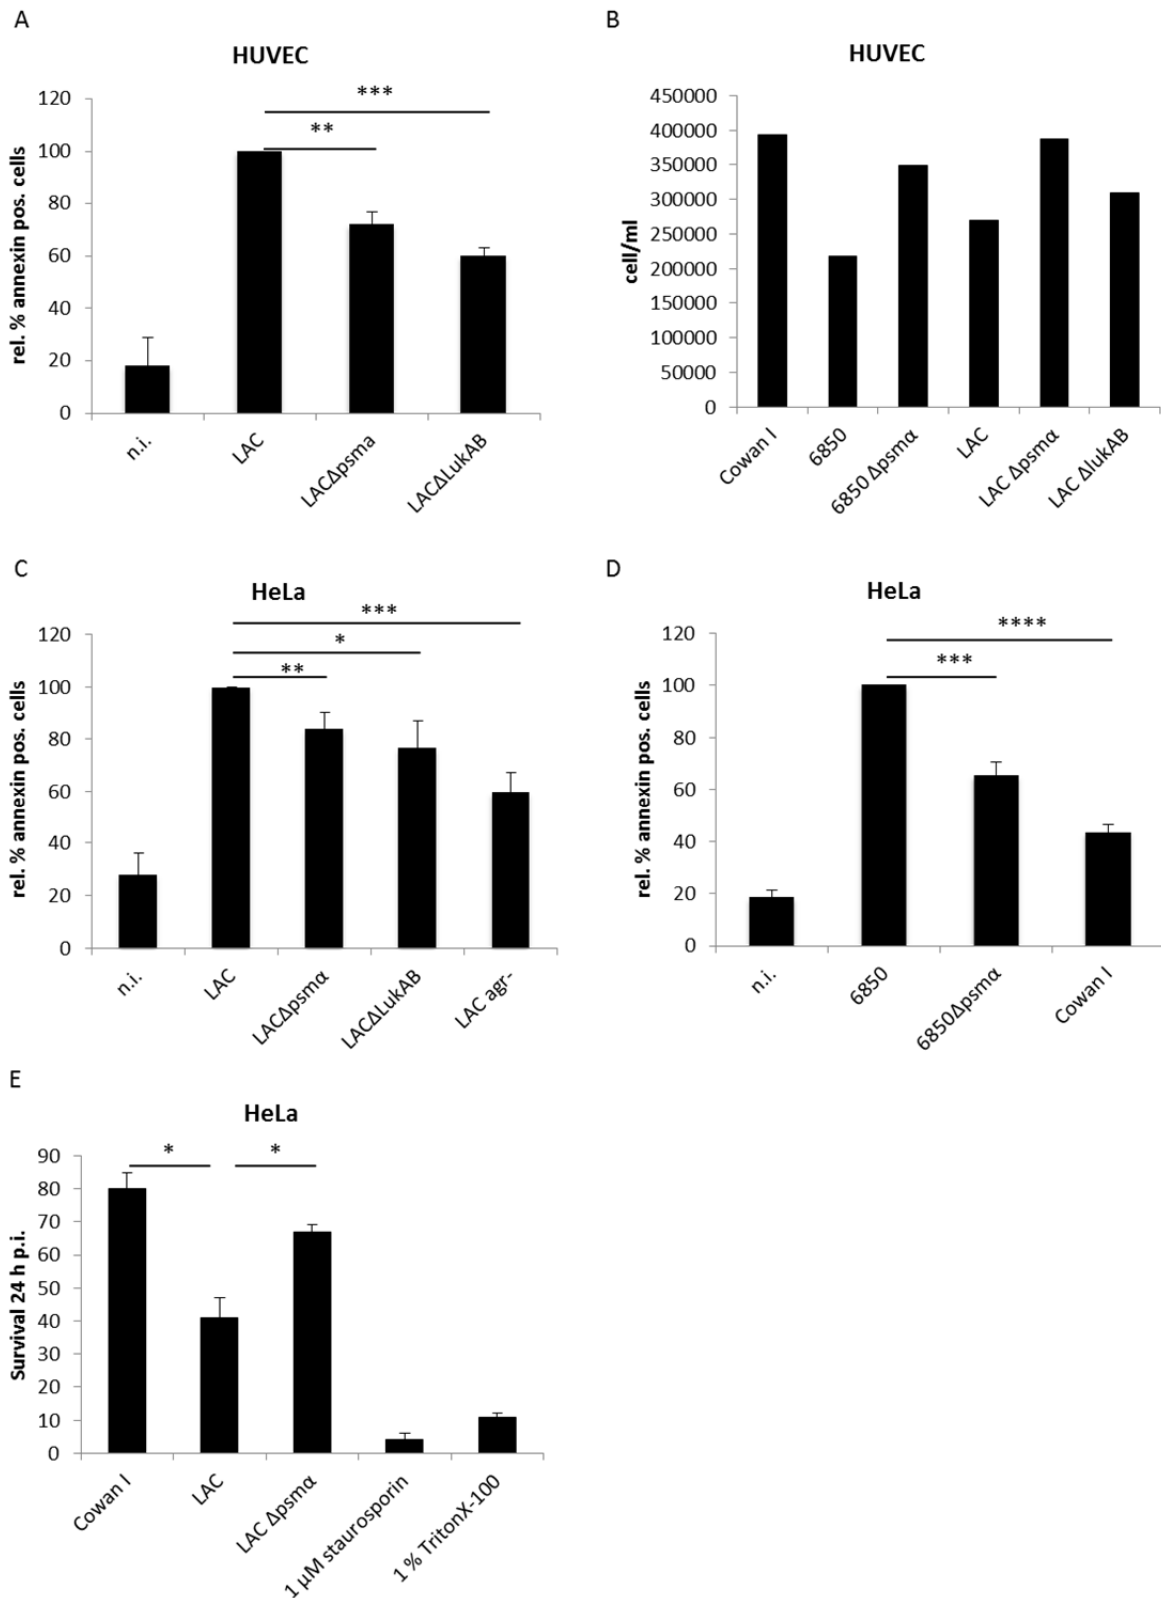 A
HUVEC
***
**
rel. % annexin pos. cells
120
100
80
60
40
20
0
n.i.
LAC
LACΔpsma
LACΔLukAB
B
HUVEC
cell/ml
450000
400000
350000
300000
250000
200000
150000
100000
50000
0
Cowan I
6850
6850 Δpsmα
LAC
LAC Δpsmα
LAC ΔlukAB
C
HeLa
***
*
**
rel. % annexin pos. cells
120
100
80
60
40
20
0
n.i.
LAC
LACΔpsmα
LACΔLukAB
LAC agr-
D
HeLa
****
***
rel. % annexin pos. cells
120
100
80
60
40
20
0
n.i.
6850
6850Δpsmα
Cowan I
E
HeLa
* *
Survival 24 h p.i.
90
80
70
60
50
40
30
20
10
0
Cowan I
LAC
LAC Δpsmα
1 µM staurosporin
1 % TritonX-100